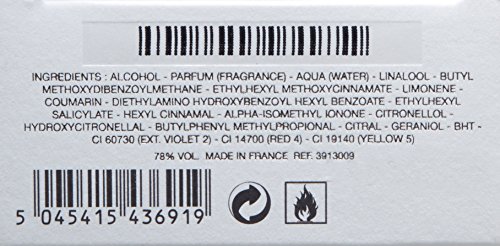 INGREDIENTS : ALCOHOL - PARFUM (FRAGRANCE) - AQUA (WATER) - LINALOOL - BUTYL
METHOXYDIBENZOYLMETHANE - ETHYLHEXYL METHOXYCINNAMATE - LIMONENE -
COUMARIN - DIETHYLAMINO HYDROXYBENZOYL HEXYL BENZOATE - ETHYLHEXYL
SALICYLATE - HEXYL CINNAMAL - ALPHA-ISOMETHYL IONONE - CITRONELLOL -
HYDROXYCITRONELLAL - BUTYLPHENYL METHYLPROPIONAL - CITRAL - GERANIOL - BHT -
CI 60730 (EXT. VIOLET 2) - CI 14700 (RED 4) - CI 19140 (YELLOW 5)
78% VOL. MADE IN FRANCE REF. 3913009
5 045415 436919